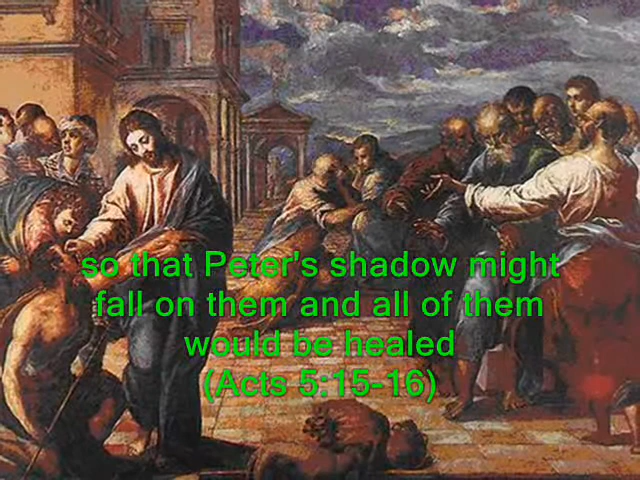 so that Peter's shadow might
fall on them and all of them
would be healed
(Acts 5:15-16)